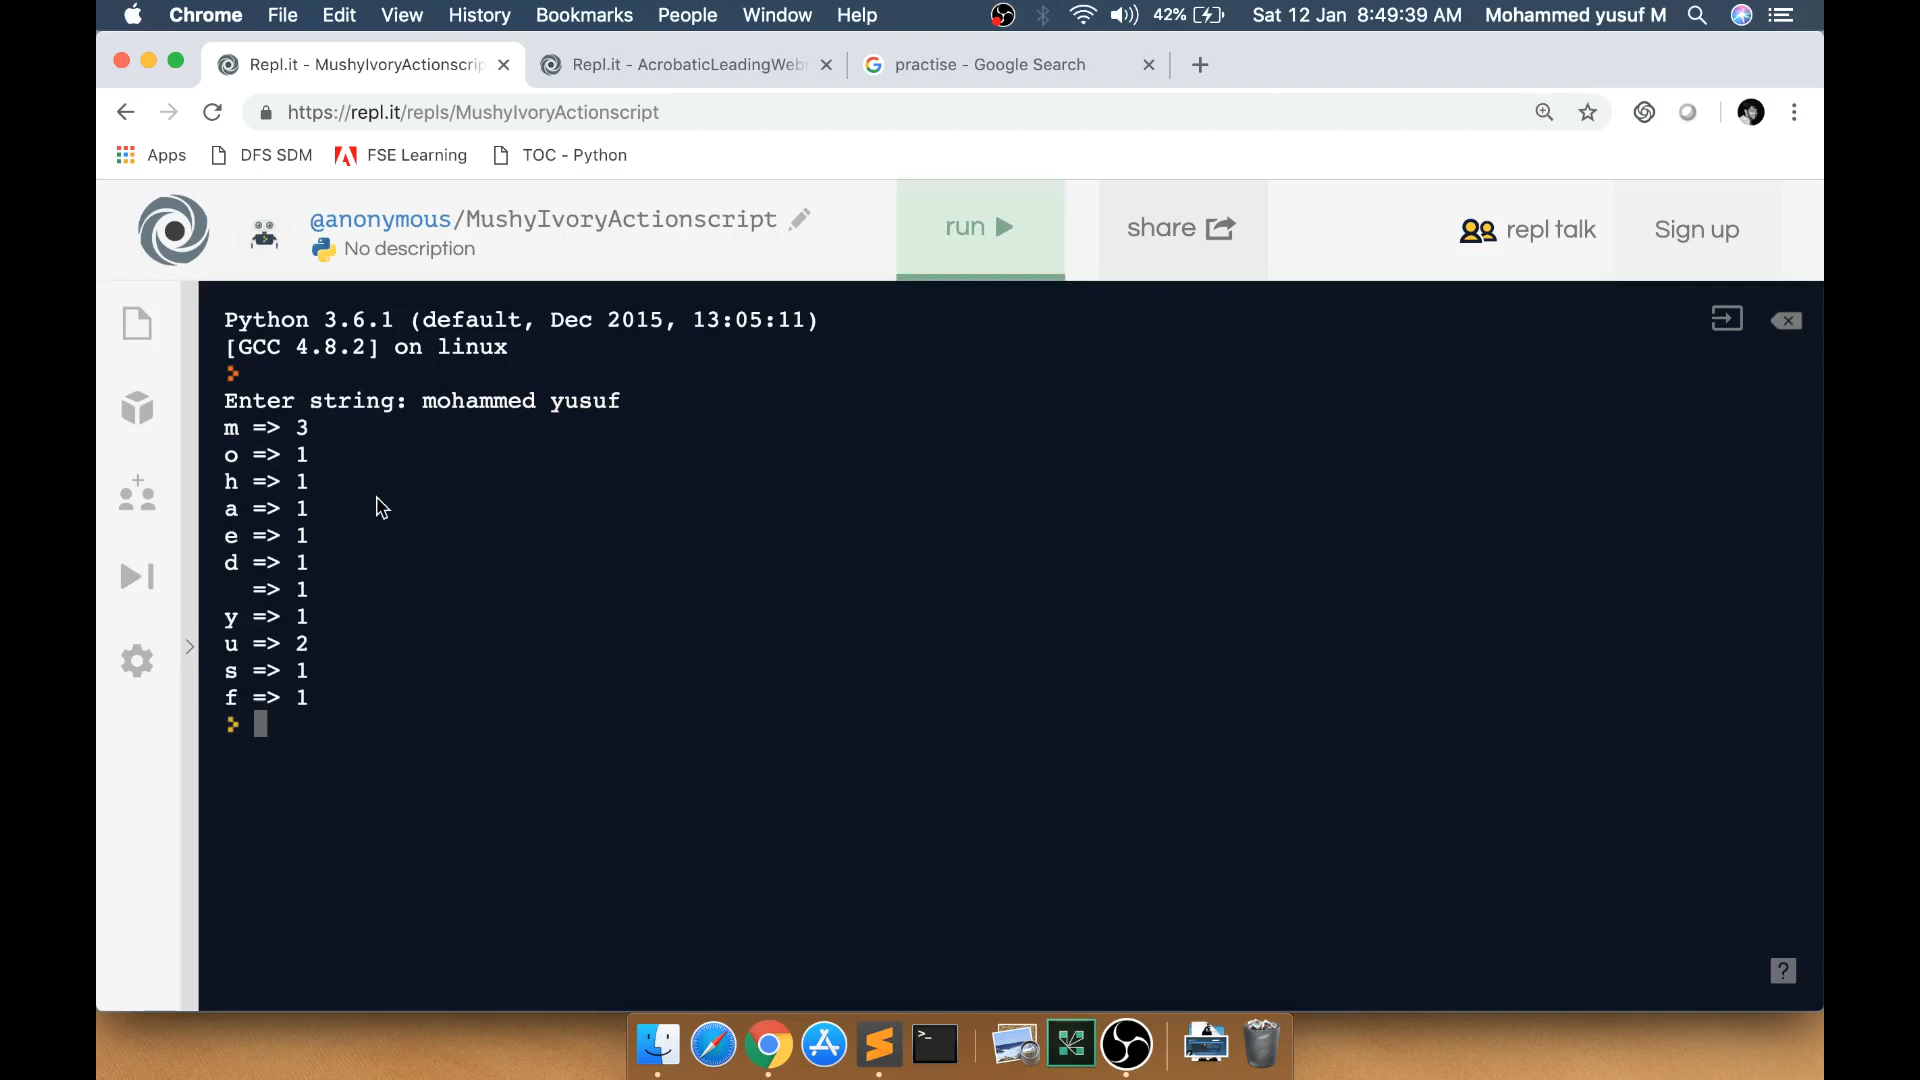 Chrome File Edit View History Bookmarks People Window Help 42% Sat 12 Jan 8:49:39 AM Mohammed yusuf M
Repl.it - MushyIvoryActionscrip Repl.it - AcrobaticLeadingWeb practise - Google Search
https://repl.it/repls/MushyIvoryActionscript
Apps DFS SDM FSE Learning TOC - Python
@anonymous/MushyIvoryActionscript
No description
run share repl talk Sign up
Python 3.6.1 (default, Dec 2015, 13:05:11)
[GCC 4.8.2] on linux
Enter string: mohammed yusuf
m => 3
o => 1
h => 1
a => 1
e => 1
d => 1
=> 1
y => 1
u => 2
s => 1
f => 1
?